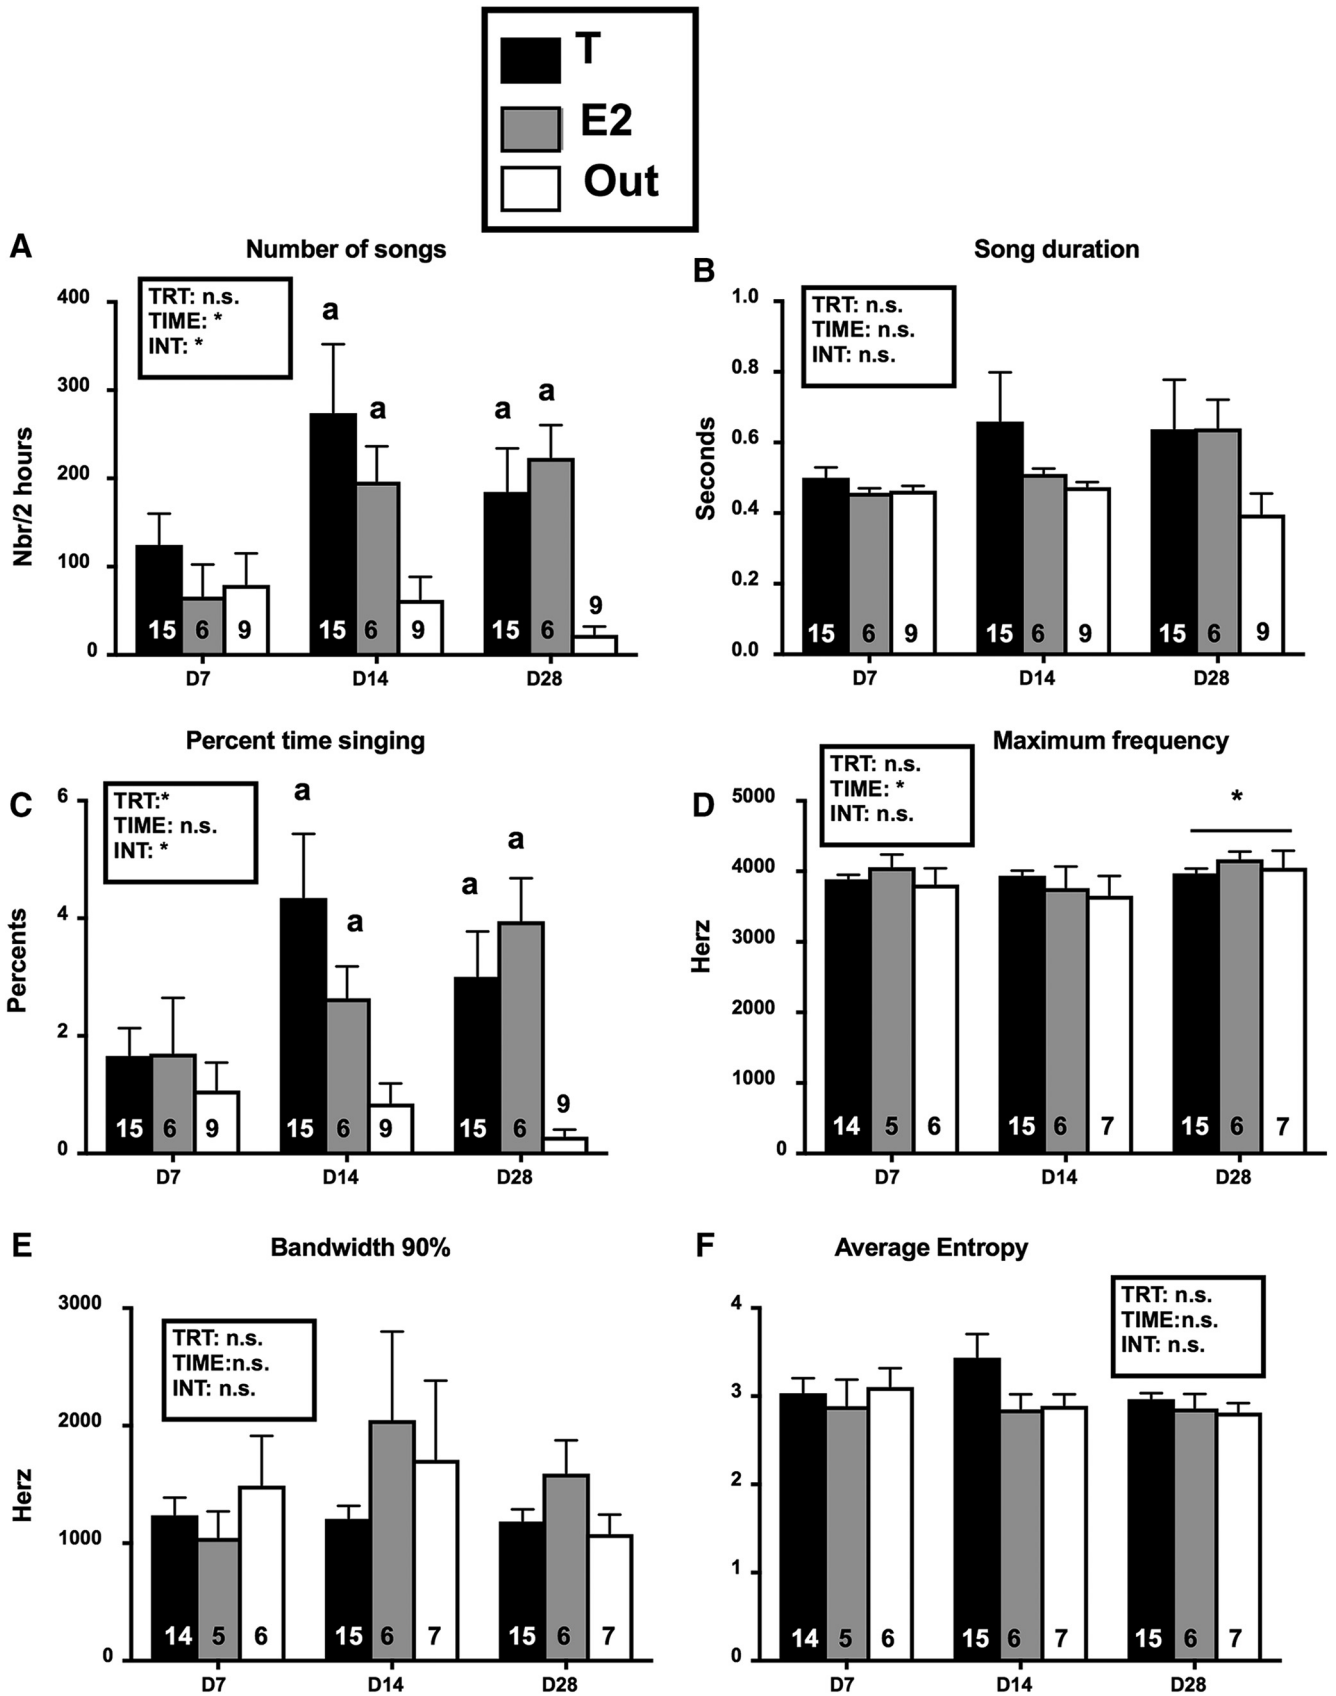 T
E2
Out
A
Number of songs
TRT: n.s.
TIME: *
INT: *
Nbr/2 hours
400
300
200
100
0
a
a
a
a
15 6 9
15 6 9
15 6 9
D7 D14 D28
B
Song duration
TRT: n.s.
TIME: n.s.
INT: n.s.
Seconds
1.0
0.8
0.6
0.4
0.2
0.0
15 6 9
15 6 9
15 6 9
D7 D14 D28
C
Percent time singing
TRT:*
TIME: n.s.
INT: *
Percents
6
4
2
0
a
a
a
a
15 6 9
15 6 9
15 6 9
D7 D14 D28
D
Maximum frequency
TRT: n.s.
TIME: *
INT: n.s.
Herz
5000
4000
3000
2000
1000
0
*
14 5 6
15 6 7
15 6 7
D7 D14 D28
E
Bandwidth 90%
TRT: n.s.
TIME:n.s.
INT: n.s.
Herz
3000
2000
1000
0
14 5 6
15 6 7
15 6 7
D7 D14 D28
F
Average Entropy
TRT: n.s.
TIME:n.s.
INT: n.s.
4
3
2
1
0
14 5 6
15 6 7
15 6 7
D7 D14 D28